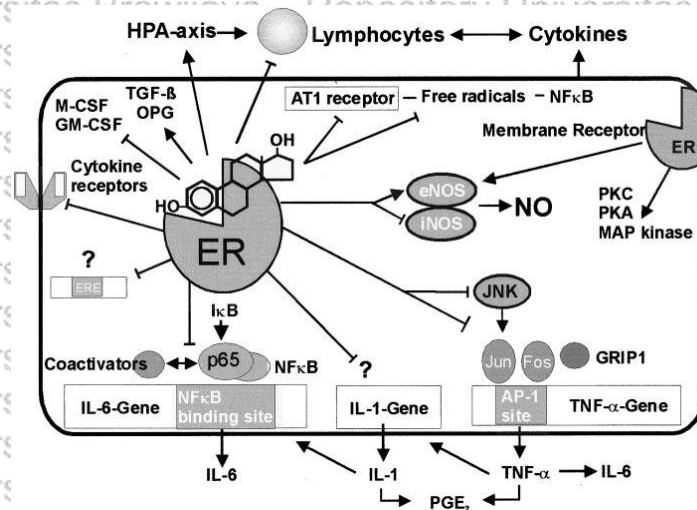 HPA-axis
Lymphocytes
Cytokines
M-CSF
GM-CSF
TGF-ß
OPG
AT1 receptor
Free radicals – NFκB
Membrane Receptor
ER
Cytokine
receptors
OH
HO
ER
eNOS
iNOS
NO
PKC
PKA
MAP kinase
?
ERE
IκB
JNK
Coactivators
p65
NFκB
?
Jun
Fos
GRIP1
IL-6-Gene
NFκB
binding site
IL-1-Gene
AP-1
site
TNF-α-Gene
IL-6
IL-1
TNF-α
IL-6
PGE₂